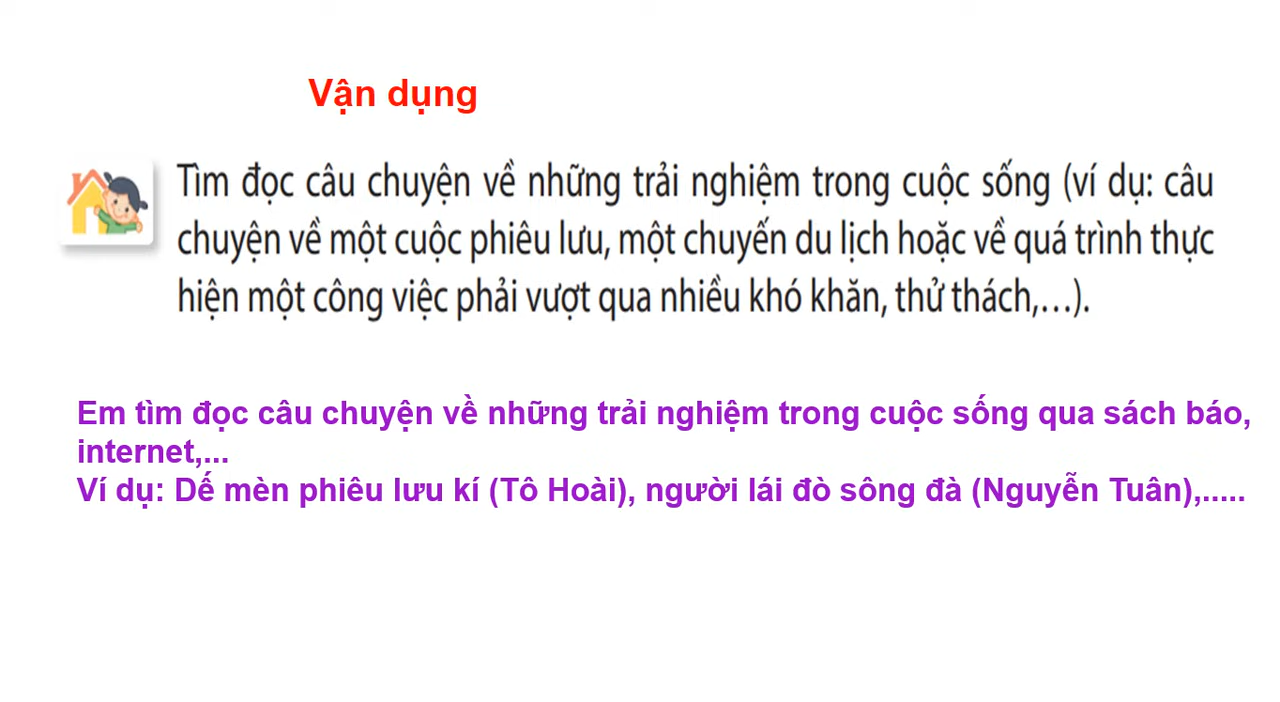 Vận dụng
Tìm đọc câu chuyện về những trải nghiệm trong cuộc sống (ví dụ: câu
chuyện về một cuộc phiêu lưu, một chuyến du lịch hoặc về quá trình thực
hiện một công việc phải vượt qua nhiều khó khăn, thử thách,...).
Em tìm đọc câu chuyện về những trải nghiệm trong cuộc sống qua sách báo,
internet,...
Ví dụ: Dế mèn phiêu lưu kí (Tô Hoài), người lái đò sông đà (Nguyễn Tuân),.....